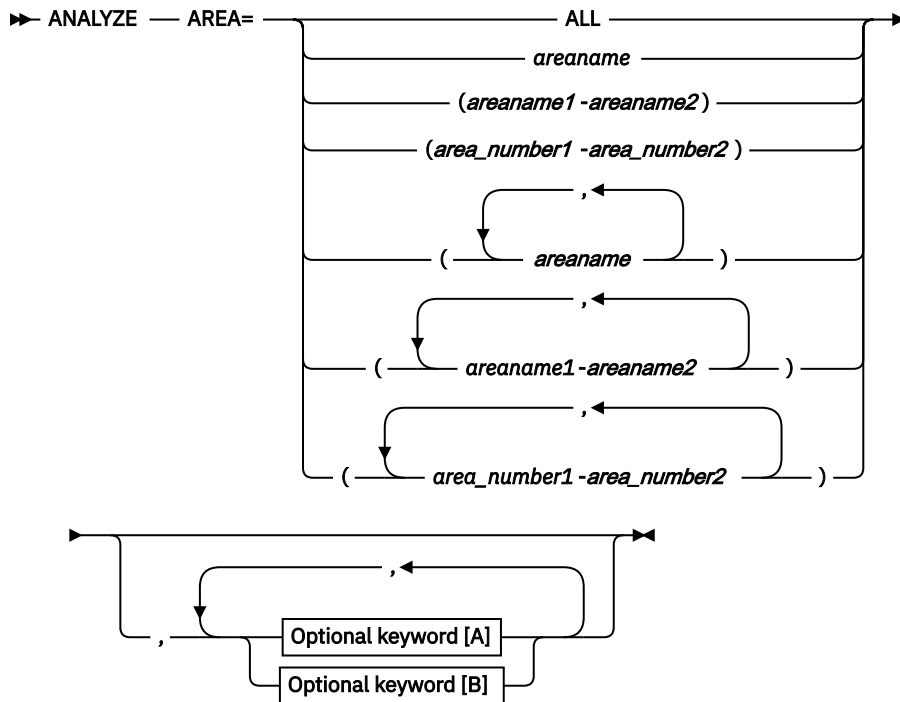 ANALYZE AREA= ALL
areaname
(areaname1-areaname2)
(area_number1 -area_number2)
,
( areaname )
,
( areaname1-areaname2 )
,
( area_number1-area_number2 )
,
, Optional keyword [A]
Optional keyword [B]